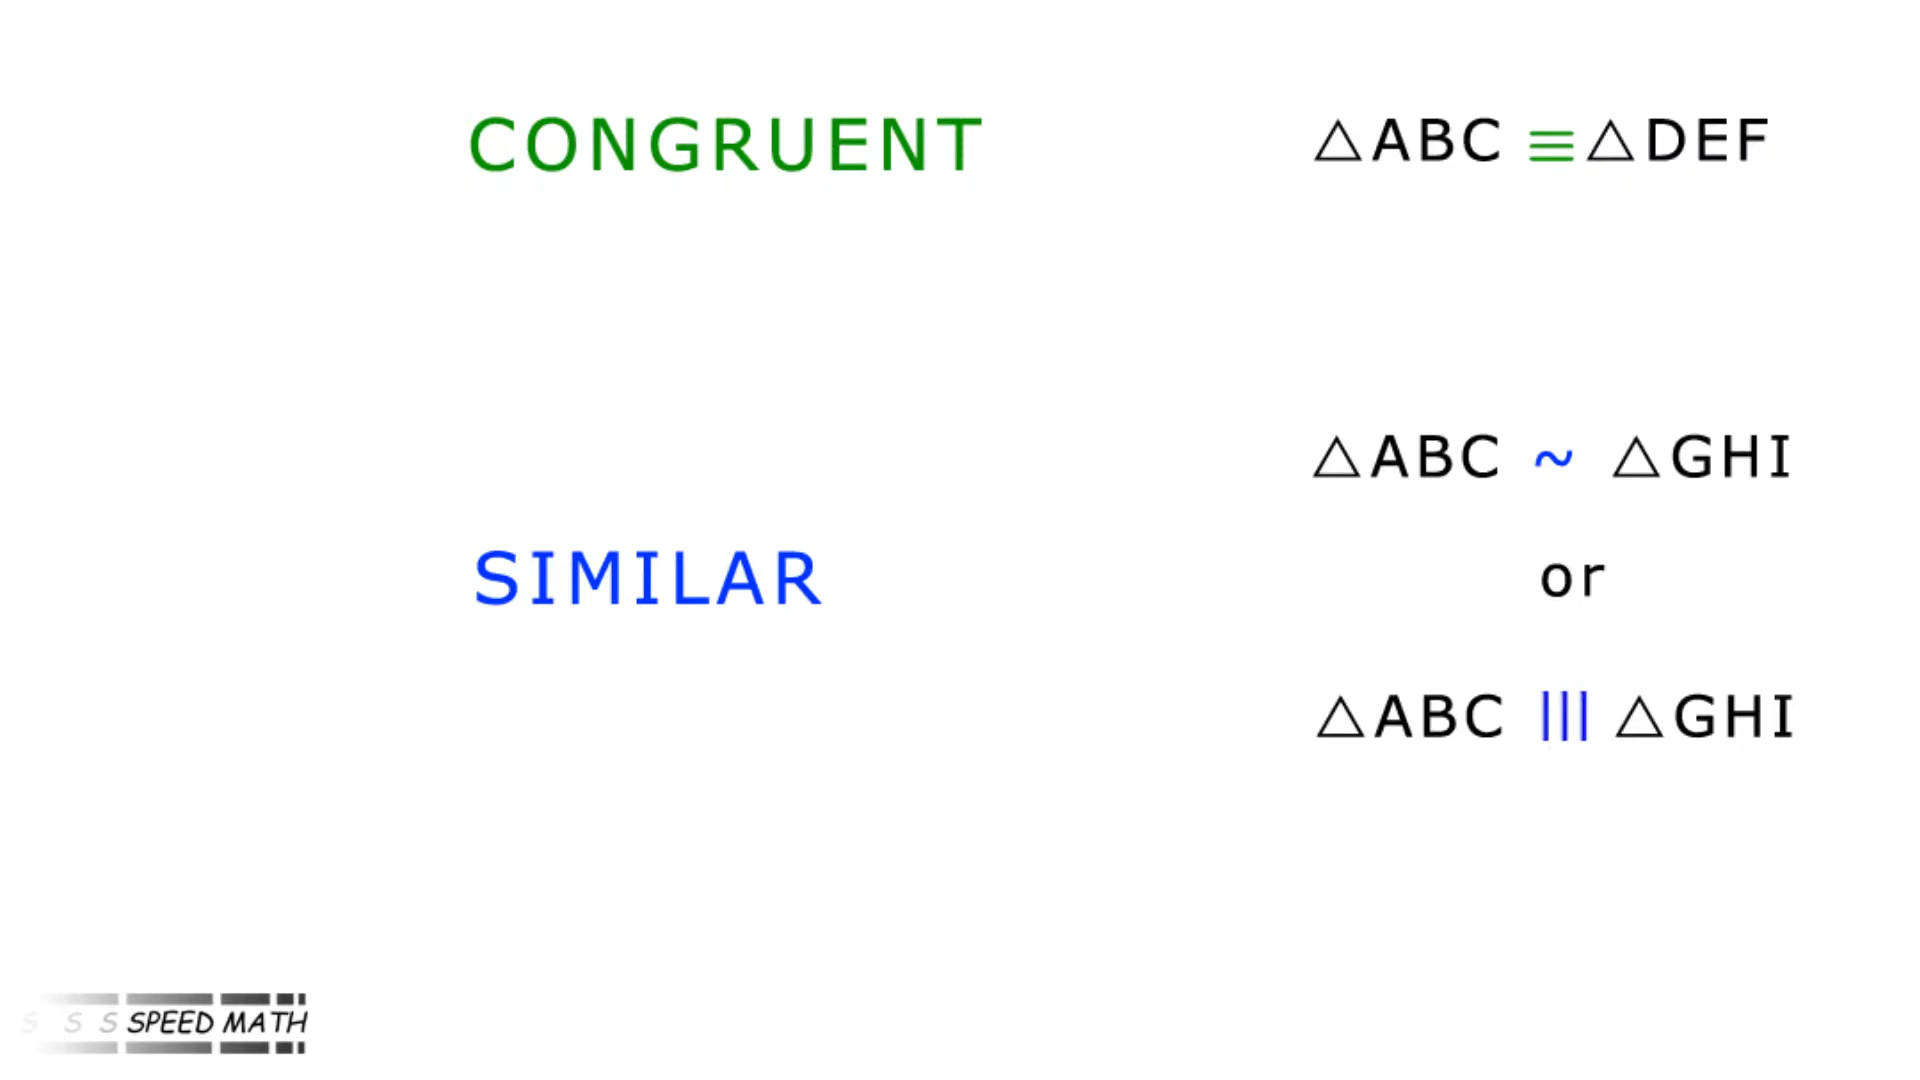 CONGRUENT
△ABC ≡ △DEF
△ABC ~ △GHI
SIMILAR
or
△ABC ||| △GHI
S S S SPEED MATH